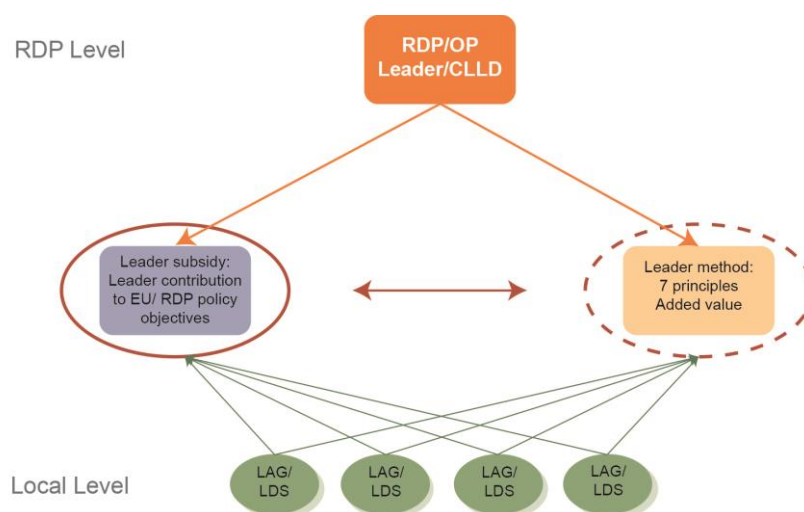 RDP Level
RDP/OP
Leader/CLLD
Leader subsidy:
Leader contribution
to EU/ RDP policy
objectives
Leader method:
7 principles
Added value
Local Level
LAG/
LDS
LAG/
LDS
LAG/
LDS
LAG/
LDS